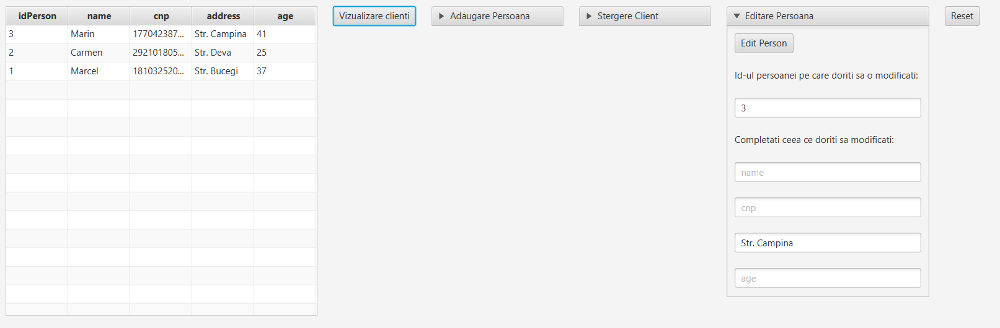 idPerson name cnp address age
3 Marin 177042387... Str. Campina 41
2 Carmen 292101805... Str. Deva 25
1 Marcel 181032520... Str. Bucegi 37
Vizualizare clienti
Adaugare Persoana
Stergere Client
Editare Persoana
Edit Person
Id-ul persoanei pe care doriti sa o modificati:
3
Completati ceea ce doriti sa modificati:
name
cnp
Str. Campina
age
Reset